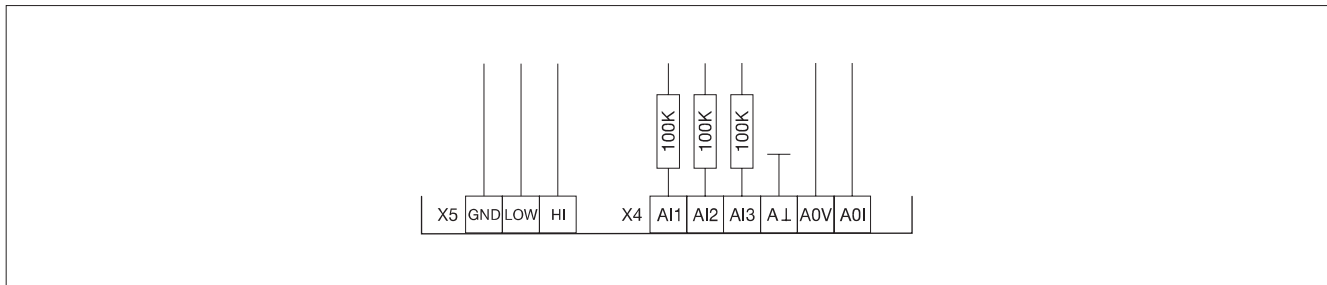 100K 100K 100K
X5 GND LOW HI X4 AI1 AI2 AI3 A⊥ A0V A0I